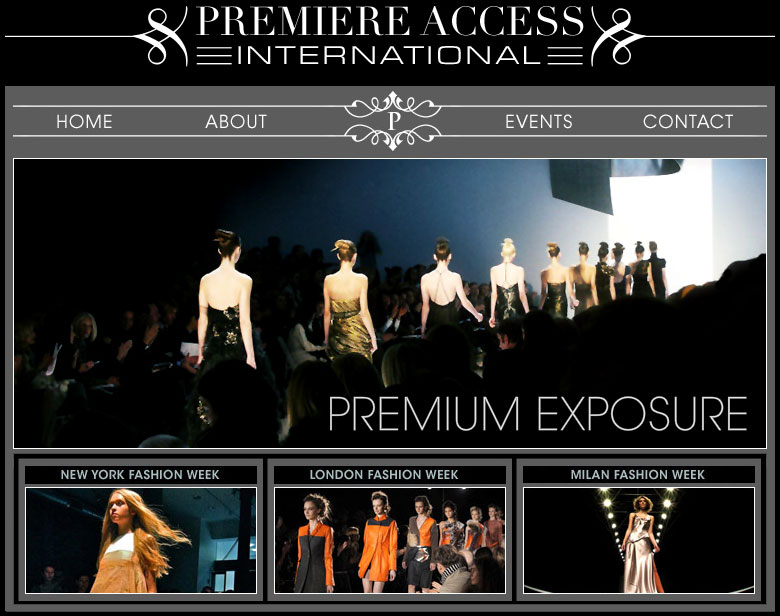 PREMIERE ACCESS
INTERNATIONAL
HOME ABOUT P EVENTS CONTACT
PREMIUM EXPOSURE
NEW YORK FASHION WEEK LONDON FASHION WEEK MILAN FASHION WEEK